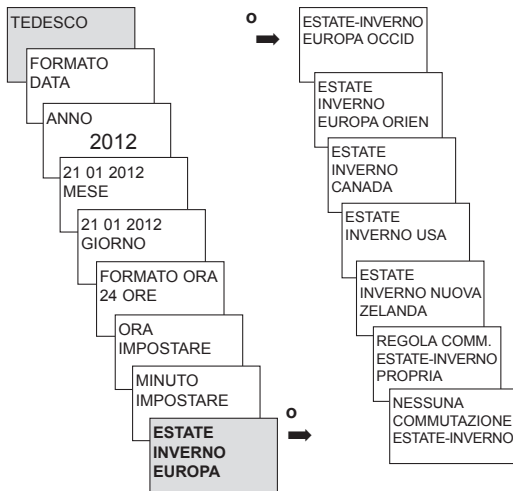 TEDESCO
FORMATO
DATA
ANNO
2012
21 01 2012
MESE
21 01 2012
GIORNO
FORMATO ORA
24 ORE
ORA
IMPOSTARE
MINUTO
IMPOSTARE
ESTATE
INVERNO
EUROPA
o
o
ESTATE-INVERNO
EUROPA OCCID
ESTATE
INVERNO
EUROPA ORIEN
ESTATE
INVERNO
CANADA
ESTATE
INVERNO USA
ESTATE
INVERNO NUOVA
ZELANDA
REGOLA COMM.
ESTATE-INVERNO
PROPRIA
NESSUNA
COMMUTAZIONE
ESTATE-INVERNO